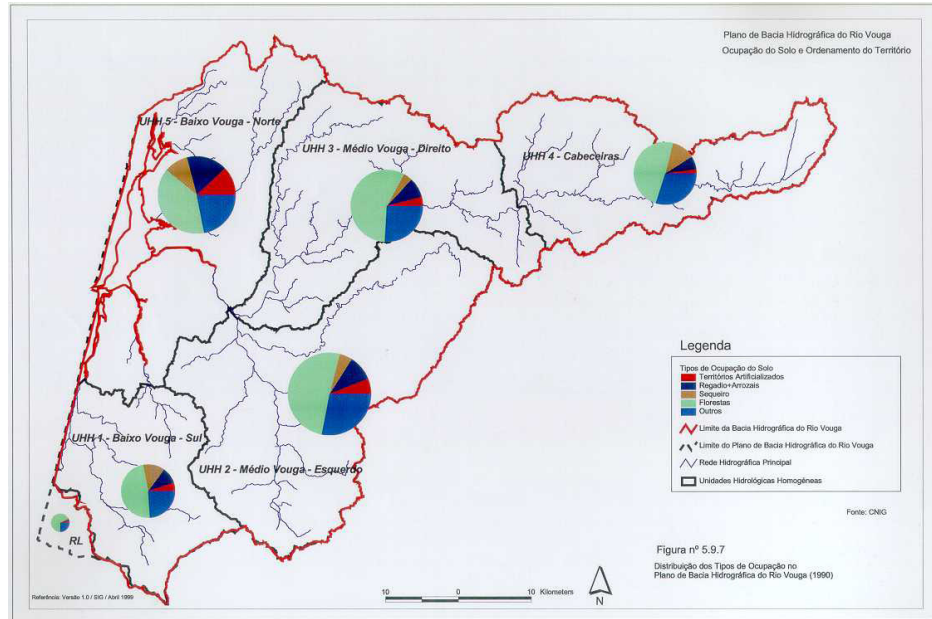 Plano de Bacia Hidrográfica do Rio Vouga
Ocupação do Solo e Ordenamento do Território
UHH 5 - Baixo Vouga - Norte
UHH 3 - Médio Vouga - Direito
UHH 4 - Cabeceiras
UHH 1 - Baixo Vouga - Sul
UHH 2 - Médio Vouga - Esquerdo
RL
Legenda
Tipos de Ocupação do Solo
Territórios Artificializados
Regadio+Arrozais
Sequeiro
Florestas
Outros
Limite da Bacia Hidrográfica do Rio Vouga
Limite do Plano de Bacia Hidrográfica do Rio Vouga
Rede Hidrográfica Principal
Unidades Hidrológicas Homogéneas
Fonte: CNIG
Figura nº 5.9.7
Distribuição dos Tipos de Ocupação no
Plano de Bacia Hidrográfica do Rio Vouga (1990)
10 0 10 Kilometers
N
Referência: Versão 1.0 / SIG / Abril 1999